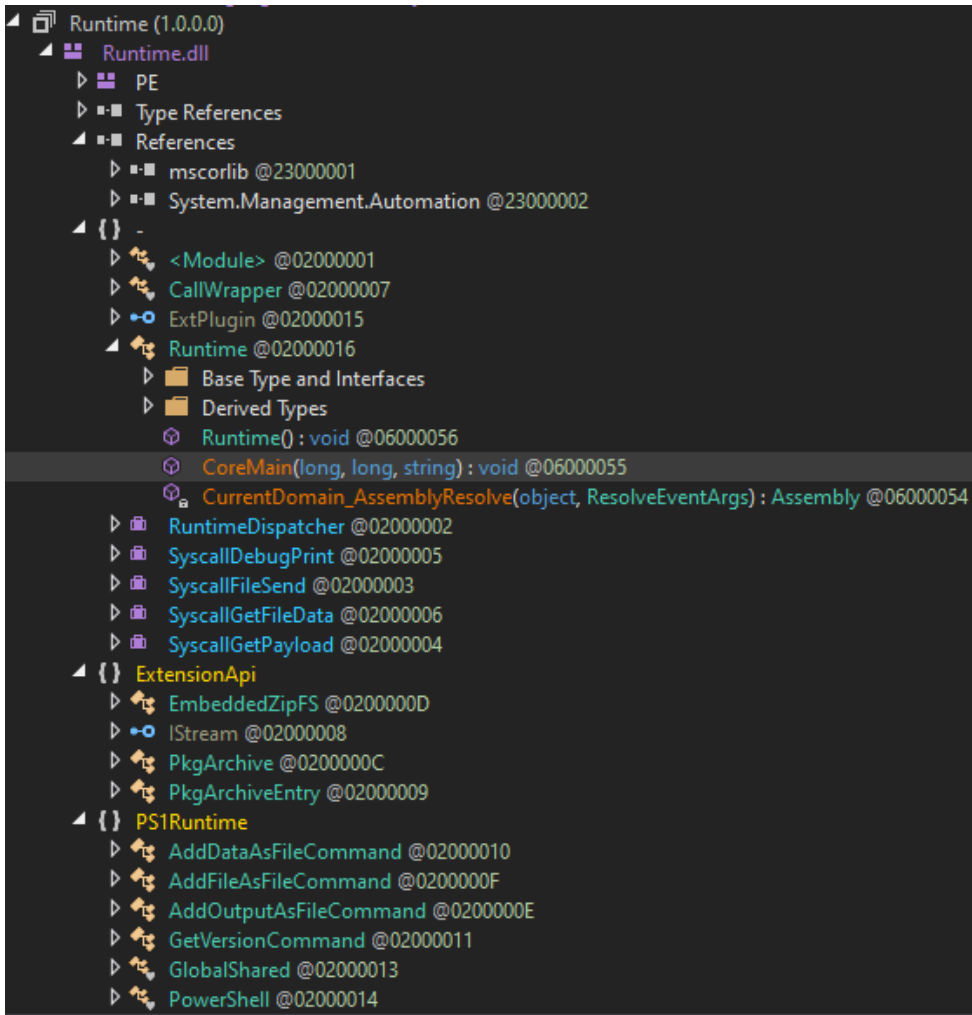 Runtime (1.0.0.0)
Runtime.dll
PE
Type References
References
mscorlib @23000001
System.Management.Automation @23000002
{ } -
<Module> @02000001
CallWrapper @02000007
ExtPlugin @02000015
Runtime @02000016
Base Type and Interfaces
Derived Types
Runtime() : void @06000056
CoreMain(long, long, string) : void @06000055
CurrentDomain_AssemblyResolve(object, ResolveEventArgs) : Assembly @06000054
RuntimeDispatcher @02000002
SyscallDebugPrint @02000005
SyscallFileSend @02000003
SyscallGetFileData @02000006
SyscallGetPayload @02000004
{ } ExtensionApi
EmbeddedZipFS @0200000D
IStream @02000008
PkgArchive @0200000C
PkgArchiveEntry @02000009
{ } PS1Runtime
AddDataAsFileCommand @02000010
AddFileAsFileCommand @0200000F
AddOutputAsFileCommand @0200000E
GetVersionCommand @02000011
GlobalShared @02000013
PowerShell @02000014